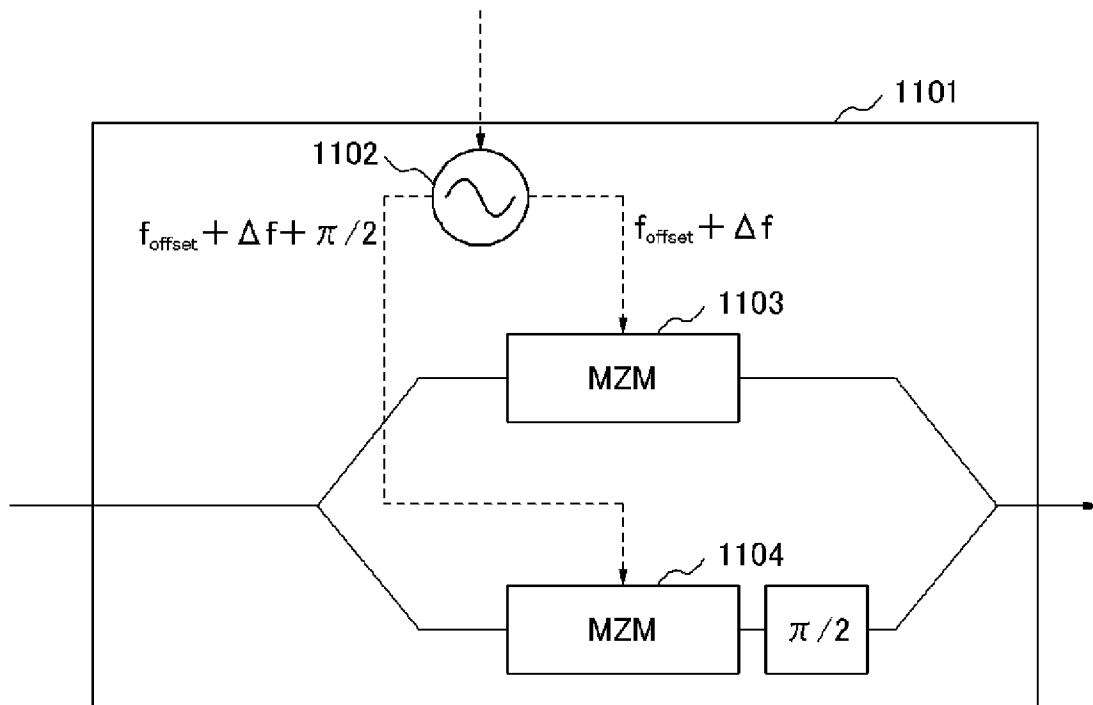 1101
1102
f_offset + Δf + π/2
f_offset + Δf
1103
MZM
1104
MZM
π/2